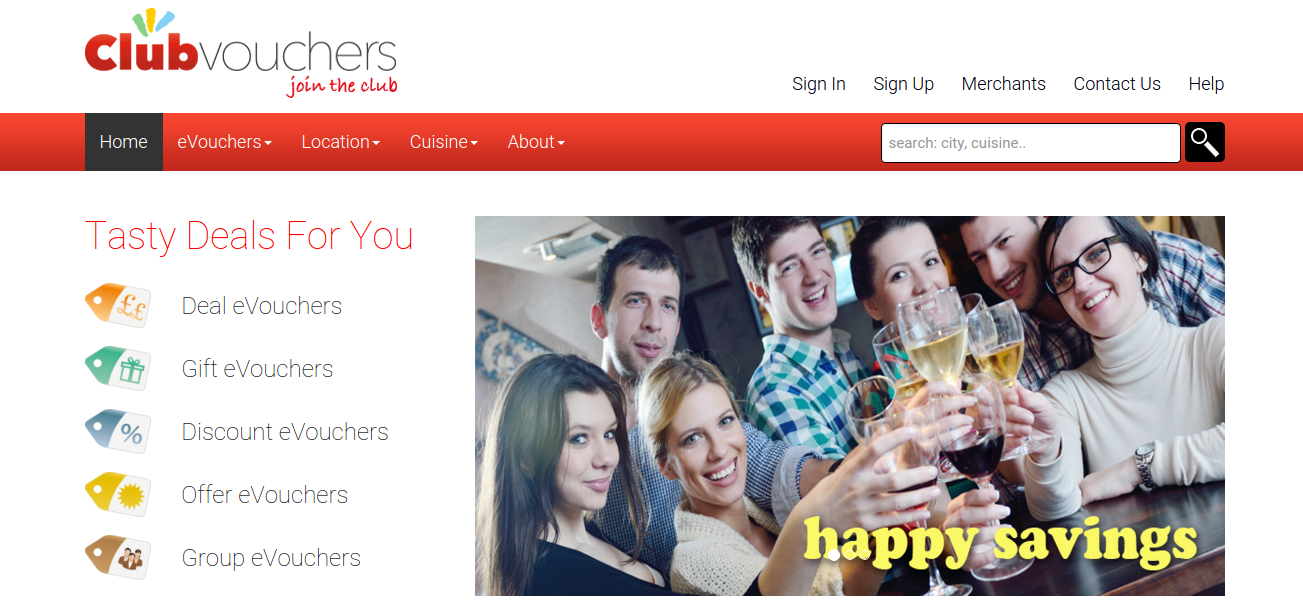 Clubvouchers
join the club
Sign In Sign Up Merchants Contact Us Help
Home eVouchers Location Cuisine About search: city, cuisine..
Tasty Deals For You
££ Deal eVouchers
Gift eVouchers
% Discount eVouchers
Offer eVouchers
Group eVouchers
happy savings